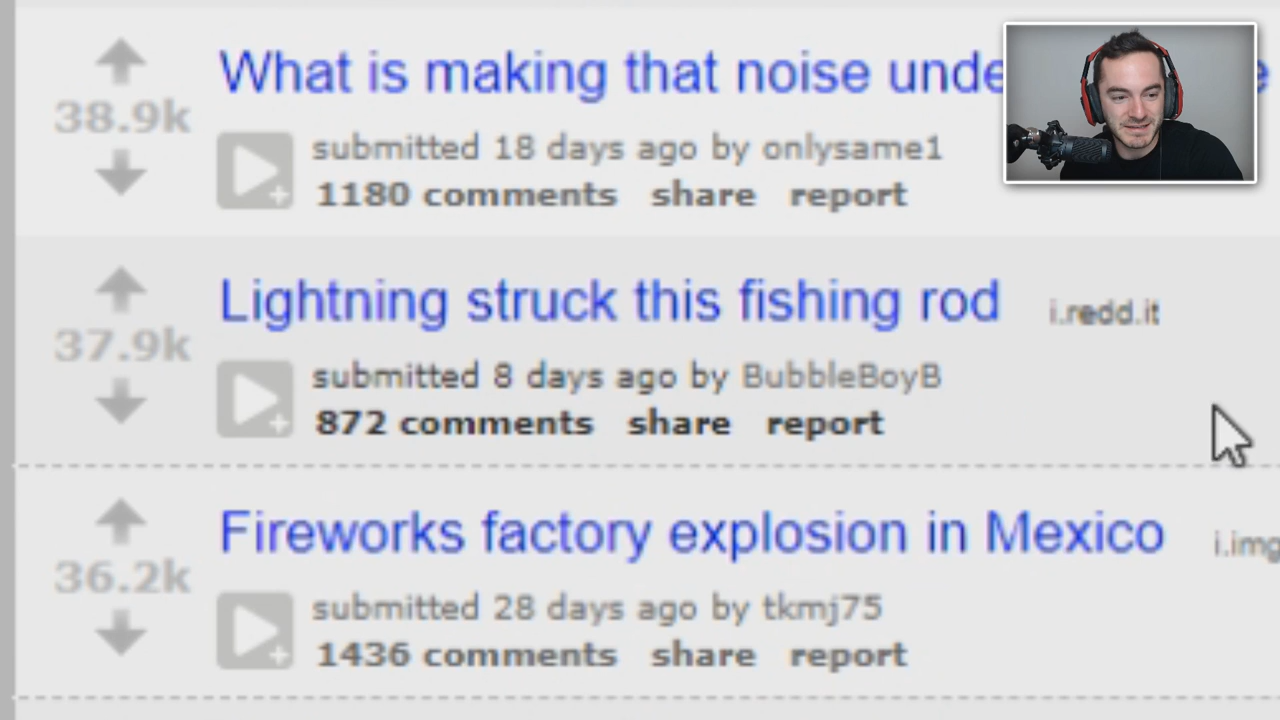 What is making that noise
38.9k
submitted 18 days ago by onlysame1
1180 comments share report
Lightning struck this fishing rod i.redd.it
37.9k
submitted 8 days ago by BubbleBoyB
872 comments share report
Fireworks factory explosion in Mexico
36.2k
submitted 28 days ago by tkmj75
1436 comments share report